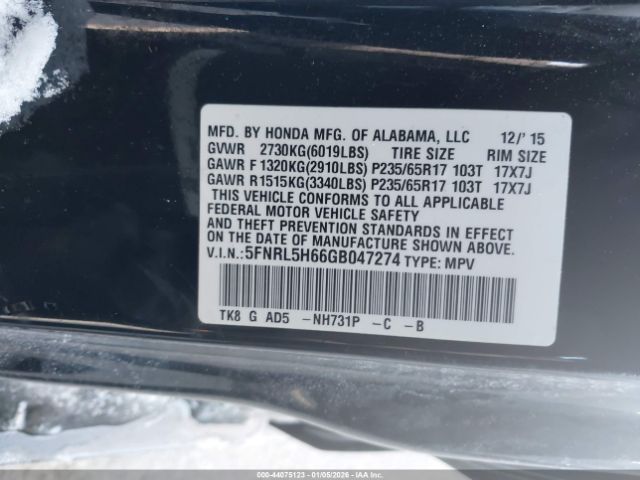 MFD. BY HONDA MFG. OF ALABAMA, LLC 12/'15
GVWR 2730KG(6019LBS) TIRE SIZE RIM SIZE
GAWR F 1320KG(2910LBS) P235/65R17 103T 17X7J
GAWR R1515KG(3340LBS) P235/65R17 103T 17X7J
THIS VEHICLE CONFORMS TO ALL APPLICABLE
FEDERAL MOTOR VEHICLE SAFETY
AND THEFT PREVENTION STANDARDS IN EFFECT
ON THE DATE OF MANUFACTURE SHOWN ABOVE.
V.I.N.:5FNRL5H66GB047274 TYPE: MPV
TK8 G AD5 -NH731P -C -B
000-44075123 - 01/05/2026 - IAA Inc.